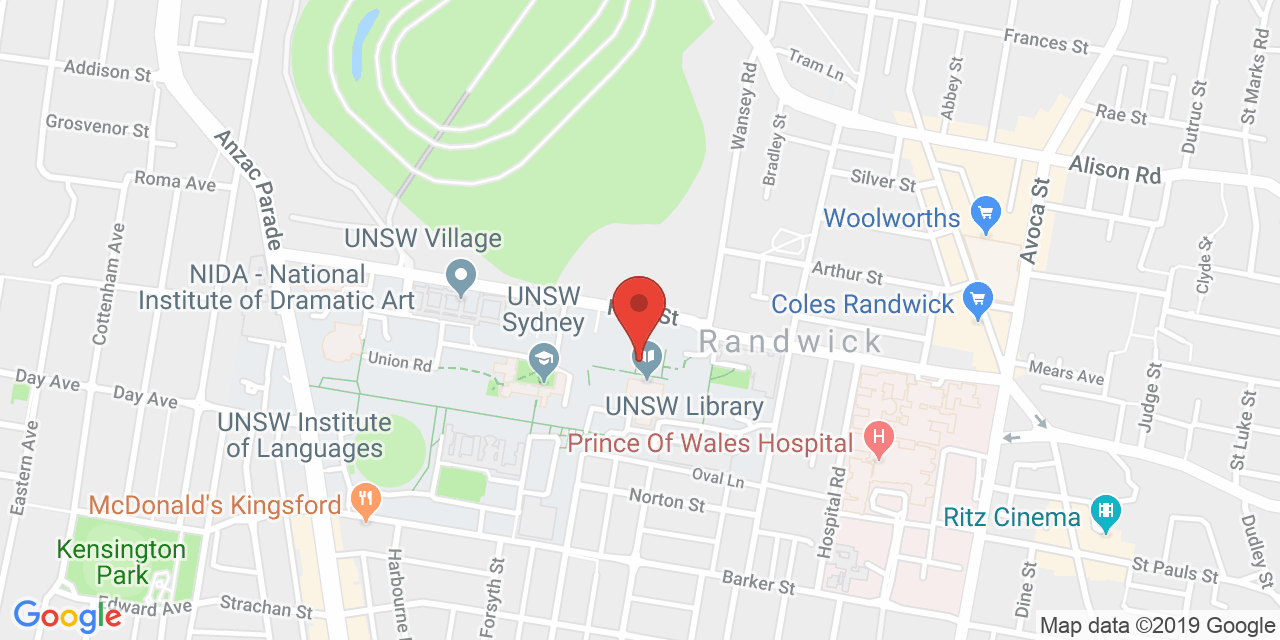 Frances St
Tram Ln
Addison St
Abbey St
St Marks Rd
Wansey Rd
Dutruc St
Rae St
Grosvenor St
Bradley St
Anzac Parade
Alison Rd
Roma Ave
Silver St
Woolworths
Avoca St
UNSW Village
Cottenham Ave
Clyde St
NIDA - National
Institute of Dramatic Art
Arthur St
UNSW
Sydney
Coles Randwick
St
Randwick
Union Rd
Mears Ave
Day Ave
Day Ave
Judge St
UNSW Library
UNSW Institute
of Languages
St Luke St
Prince Of Wales Hospital
H
Eastern Ave
Oval Ln
McDonald's Kingsford
Norton St
Hospital Rd
Ritz Cinema
Kensington
Park
Dudley St
St Pauls St
Harbourne
Forsyth St
Barker St
Dine St
Edward Ave
Strachan St
Google
Map data ©2019 Google